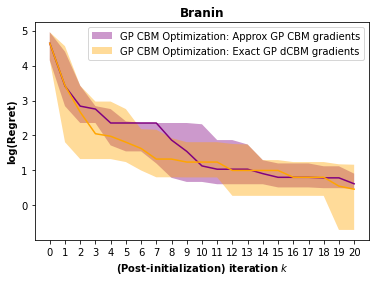 Branin
GP CBM Optimization: Approx GP CBM gradients
GP CBM Optimization: Exact GP dCBM gradients
log(Regret)
5
4
3
2
1
0
0 1 2 3 4 5 6 7 8 9 10 11 12 13 14 15 16 17 18 19 20
(Post-initialization) iteration k